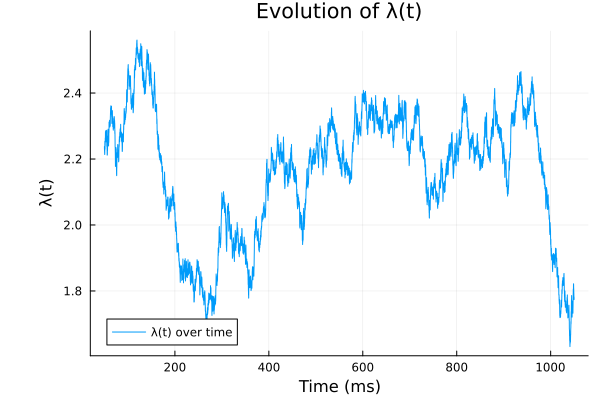 Evolution of λ(t)
λ(t)
2.4
2.2
2.0
1.8
λ(t) over time
200 400 600 800 1000
Time (ms)